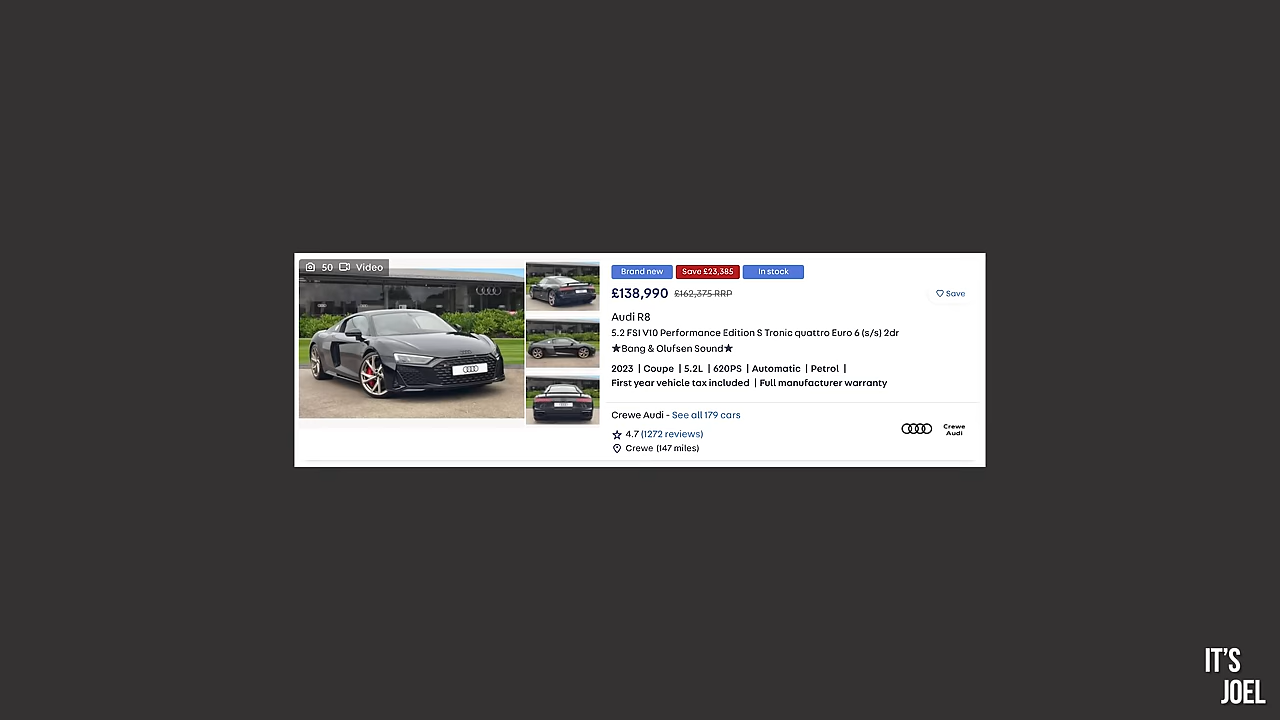 50 Video
Brand new Save £23,385 In stock
£138,990 £162,375 RRP
Save
Audi R8
5.2 FSI V10 Performance Edition S Tronic quattro Euro 6 (s/s) 2dr
★Bang & Olufsen Sound★
2023 | Coupe | 5.2L | 620PS | Automatic | Petrol |
First year vehicle tax included | Full manufacturer warranty
Crewe Audi - See all 179 cars
4.7 (1272 reviews)
Crewe (147 miles)
Crewe
Audi
IT'S
JOEL